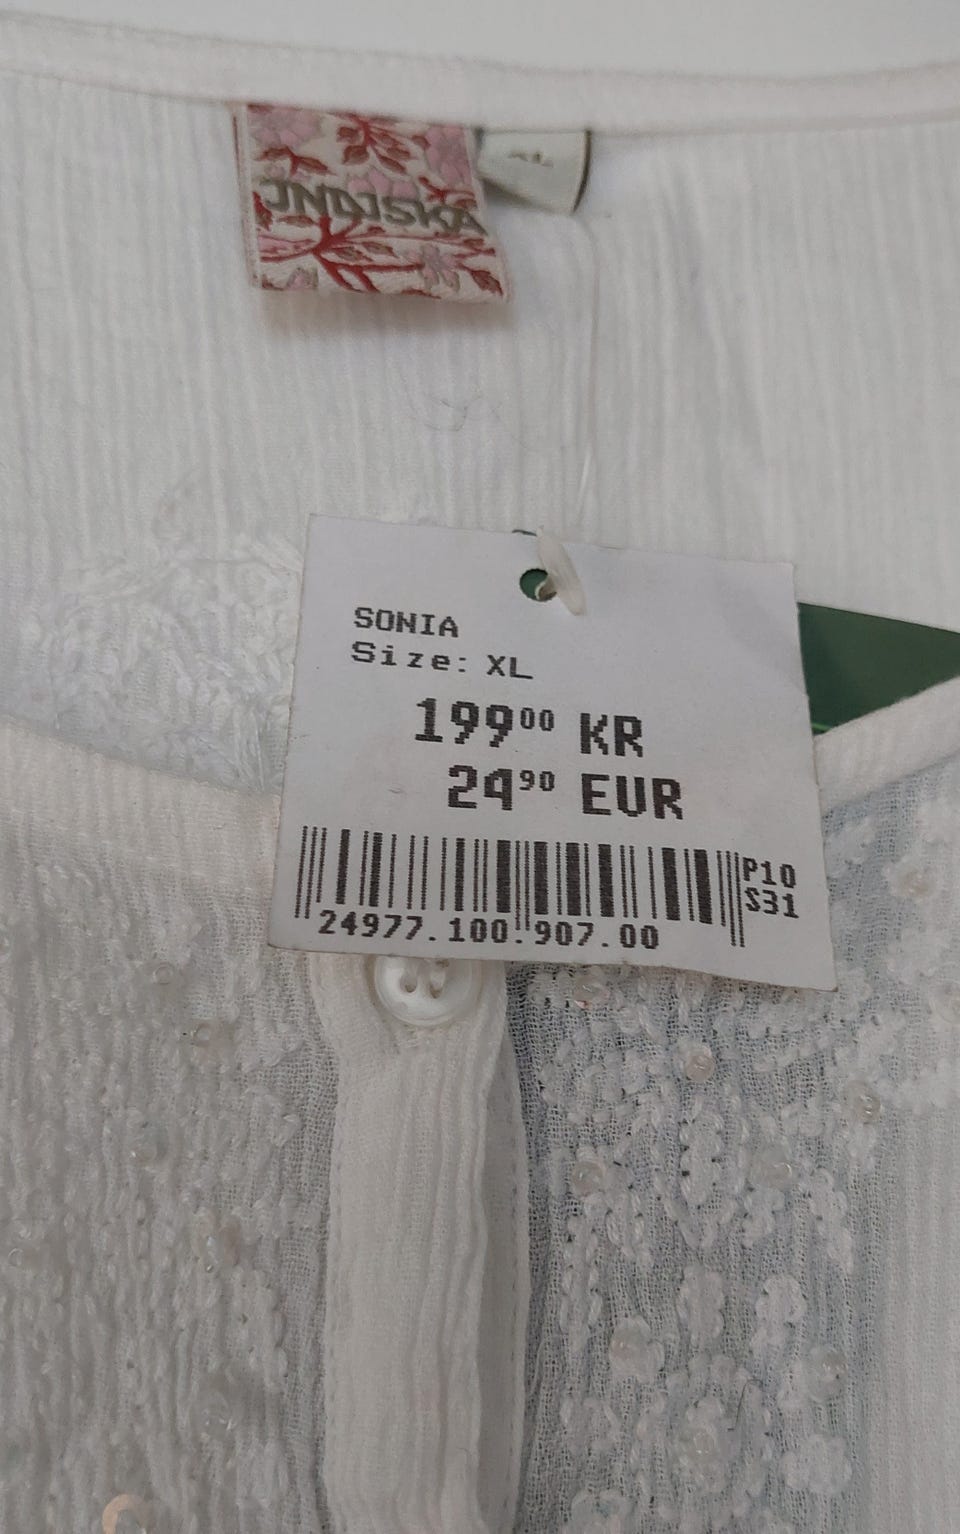 INDISKA
SONIA
Size: XL
199⁰⁰ KR
24⁹⁰ EUR
P10
S31
24977.100.907.00